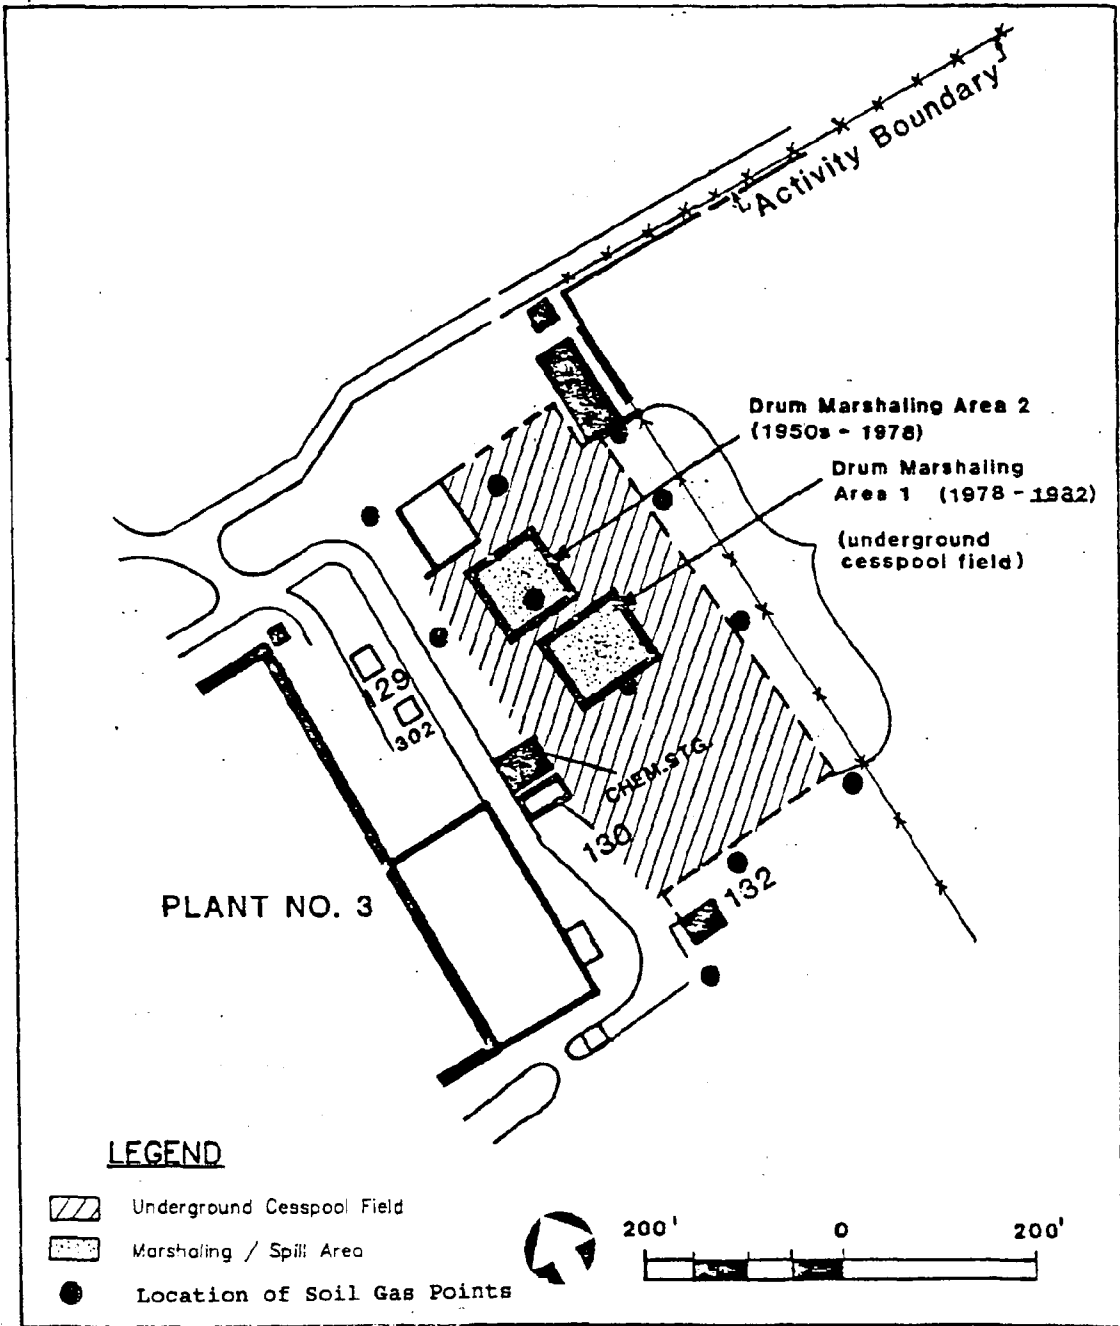 Activity Boundary
Drum Marshaling Area 2
(1950s - 1978)
Drum Marshaling
Area 1 (1978 - 1982)
(underground
cesspool field)
29
302
CHEM. STG.
130
132
PLANT NO. 3
LEGEND
Underground Cesspool Field
Marshaling / Spill Area
Location of Soil Gas Points
200' 0 200'